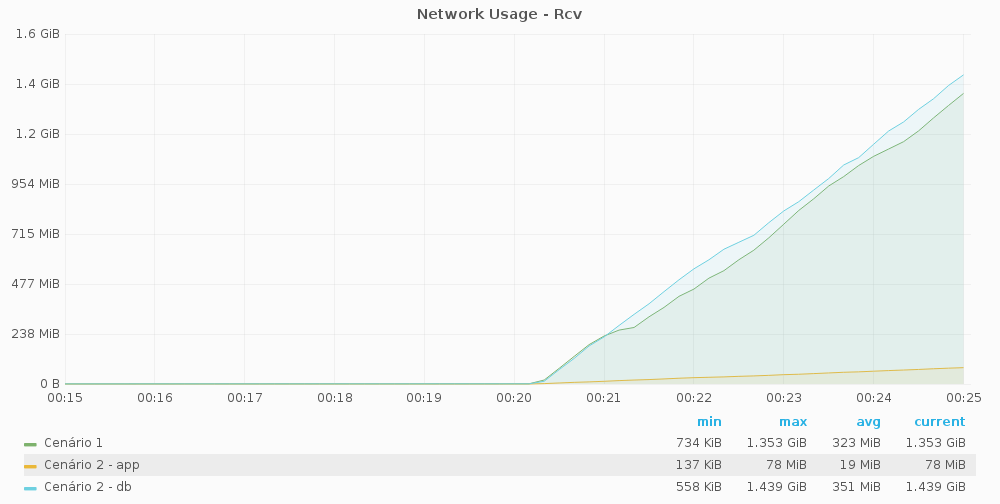 Network Usage - Rcv
1.6 GiB
1.4 GiB
1.2 GiB
954 MiB
715 MiB
477 MiB
238 MiB
0 B
00:15 00:16 00:17 00:18 00:19 00:20 00:21 00:22 00:23 00:24 00:25
min max avg current
Cenário 1 734 KiB 1.353 GiB 323 MiB 1.353 GiB
Cenário 2 - app 137 KiB 78 MiB 19 MiB 78 MiB
Cenário 2 - db 558 KiB 1.439 GiB 351 MiB 1.439 GiB